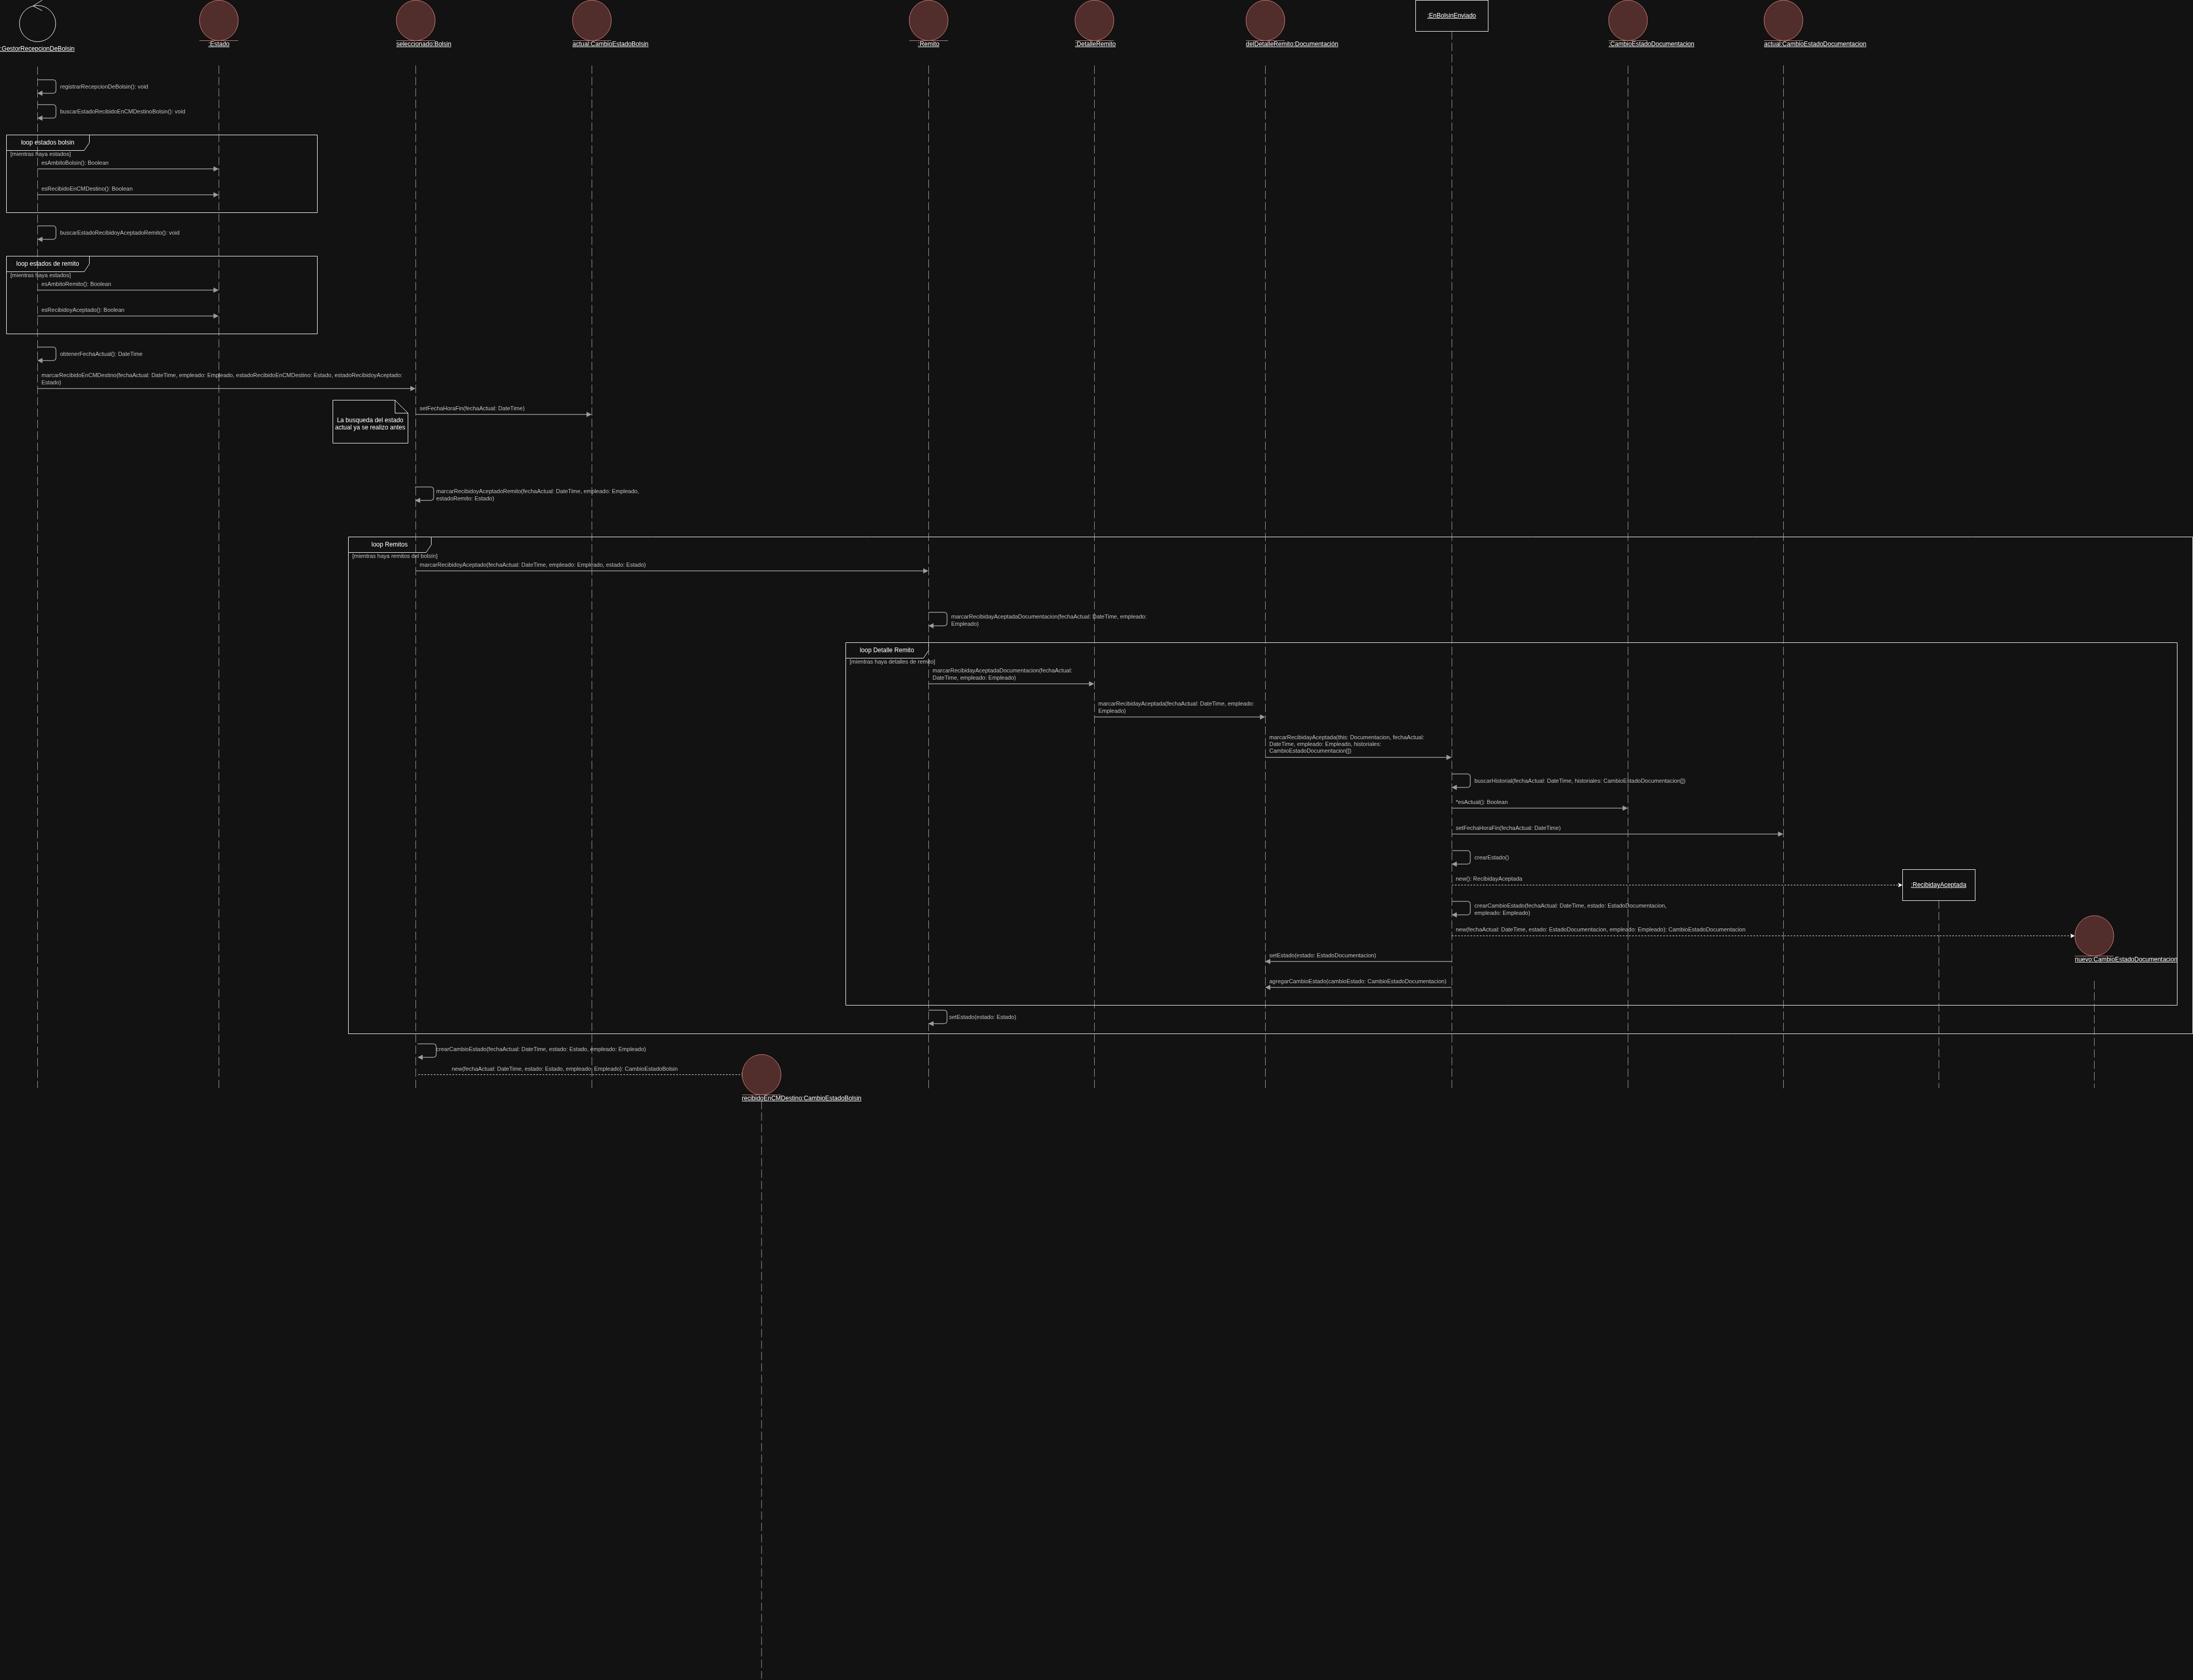 :GestorRecepcionDeBolsin
:Estado
seleccionado:Bolsin
actual:CambioEstadoBolsin
:Remito
:DetalleRemito
delDetalleRemito:Documentación
:EnBolsinEnviado
:CambioEstadoDocumentacion
actual:CambioEstadoDocumentacion
registrarRecepcionDeBolsin(): void
buscarEstadoRecibidoEnCMDestinoBolsin(): void
loop estados bolsin
[mientras haya estados]
esAmbitoBolsin(): Boolean
esRecibidoEnCMDestino(): Boolean
buscarEstadoRecibidoyAceptadoRemito(): void
loop estados de remito
[mientras haya estados]
esAmbitoRemito(): Boolean
esRecibidoyAceptado(): Boolean
obtenerFechaActual(): DateTime
marcarRecibidoEnCMDestino(fechaActual: DateTime, empleado: Empleado, estadoRecibidoEnCMDestino: Estado, estadoRecibidoyAceptado:
Estado)
setFechaHoraFin(fechaActual: DateTime)
La busqueda del estado
actual ya se realizo antes
marcarRecibidoyAceptadoRemito(fechaActual: DateTime, empleado: Empleado,
estadoRemito: Estado)
loop Remitos
[mientras haya remitos del bolsin]
marcarRecibidoyAceptado(fechaActual: DateTime, empleado: Empleado, estado: Estado)
marcarRecibidayAceptadaDocumentacion(fechaActual: DateTime, empleado:
Empleado)
loop Detalle Remito
[mientras haya detalles de remito]
marcarRecibidayAceptadaDocumentacion(fechaActual:
DateTime, empleado: Empleado)
marcarRecibidayAceptada(fechaActual: DateTime, empleado:
Empleado)
marcarRecibidayAceptada(this: Documentacion, fechaActual:
DateTime, empleado: Empleado, historiales:
CambioEstadoDocumentacion[])
buscarHistorial(fechaActual: DateTime, historiales: CambioEstadoDocumentacion[])
*esActual(): Boolean
setFechaHoraFin(fechaActual: DateTime)
crearEstado()
new(): RecibidayAceptada
:RecibidayAceptada
crearCambioEstado(fechaActual: DateTime, estado: EstadoDocumentacion,
empleado: Empleado)
new(fechaActual: DateTime, estado: EstadoDocumentacion, empleado: Empleado): CambioEstadoDocumentacion
nuevo:CambioEstadoDocumentacion
setEstado(estado: EstadoDocumentacion)
agregarCambioEstado(cambioEstado: CambioEstadoDocumentacion)
setEstado(estado: Estado)
crearCambioEstado(fechaActual: DateTime, estado: Estado, empleado: Empleado)
new(fechaActual: DateTime, estado: Estado, empleado: Empleado): CambioEstadoBolsin
recibidoEnCMDestino:CambioEstadoBolsin